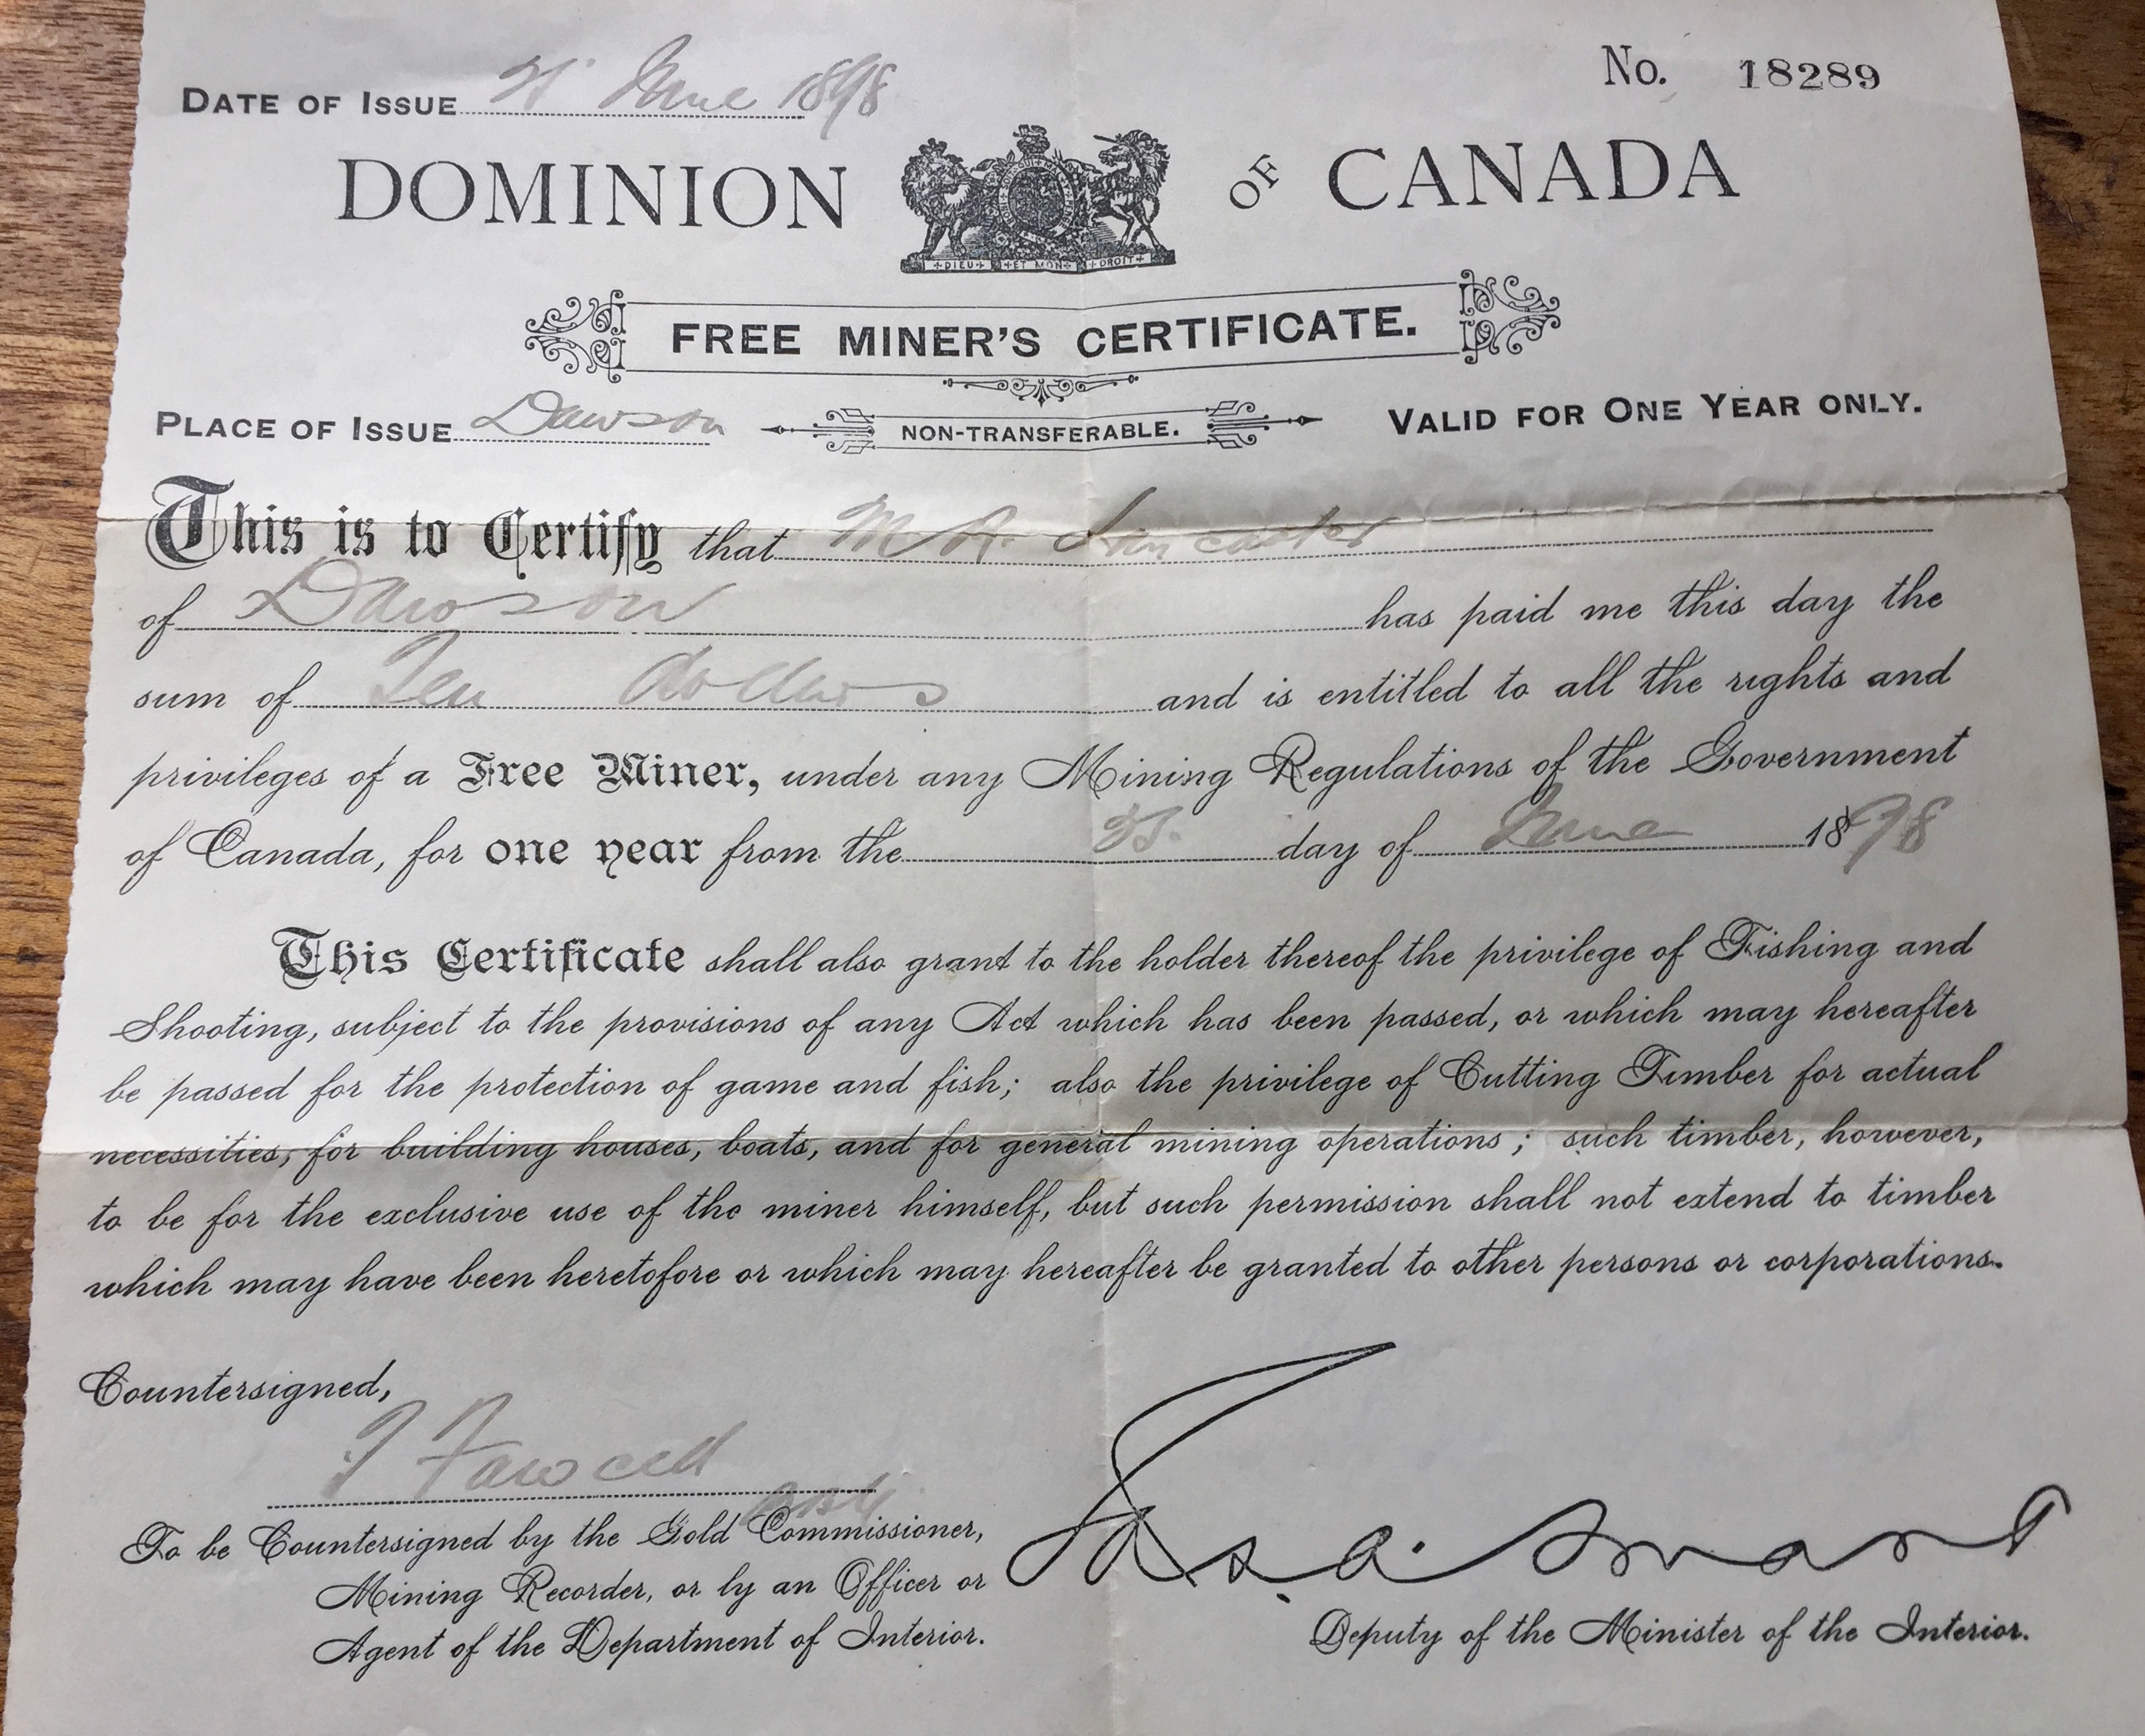 DATE OF ISSUE June 1898
No. 18289
DOMINION OF CANADA
DIEU ET MON DROIT
FREE MINER'S CERTIFICATE.
PLACE OF ISSUE Dawson
NON-TRANSFERABLE.
VALID FOR ONE YEAR ONLY.
This is to Certify that M A. Lancaster
of Dawson has paid me this day the
sum of Ten dollars and is entitled to all the rights and
privileges of a Free Miner, under any Mining Regulations of the Government
of Canada, for one year from the day of June 1898
This Certificate shall also grant to the holder thereof the privilege of Fishing and
Shooting, subject to the provisions of any Act which has been passed, or which may hereafter
be passed for the protection of game and fish; also the privilege of Cutting Timber for actual
necessities, for building houses, boats, and for general mining operations; such timber, however,
to be for the exclusive use of the miner himself, but such permission shall not extend to timber
which may have been heretofore or which may hereafter be granted to other persons or corporations.
Countersigned,
T Fawcett
Jas. A. Smart
To be Countersigned by the Gold Commissioner,
Mining Recorder, or by an Officer or
Agent of the Department of Interior.
Deputy of the Minister of the Interior.